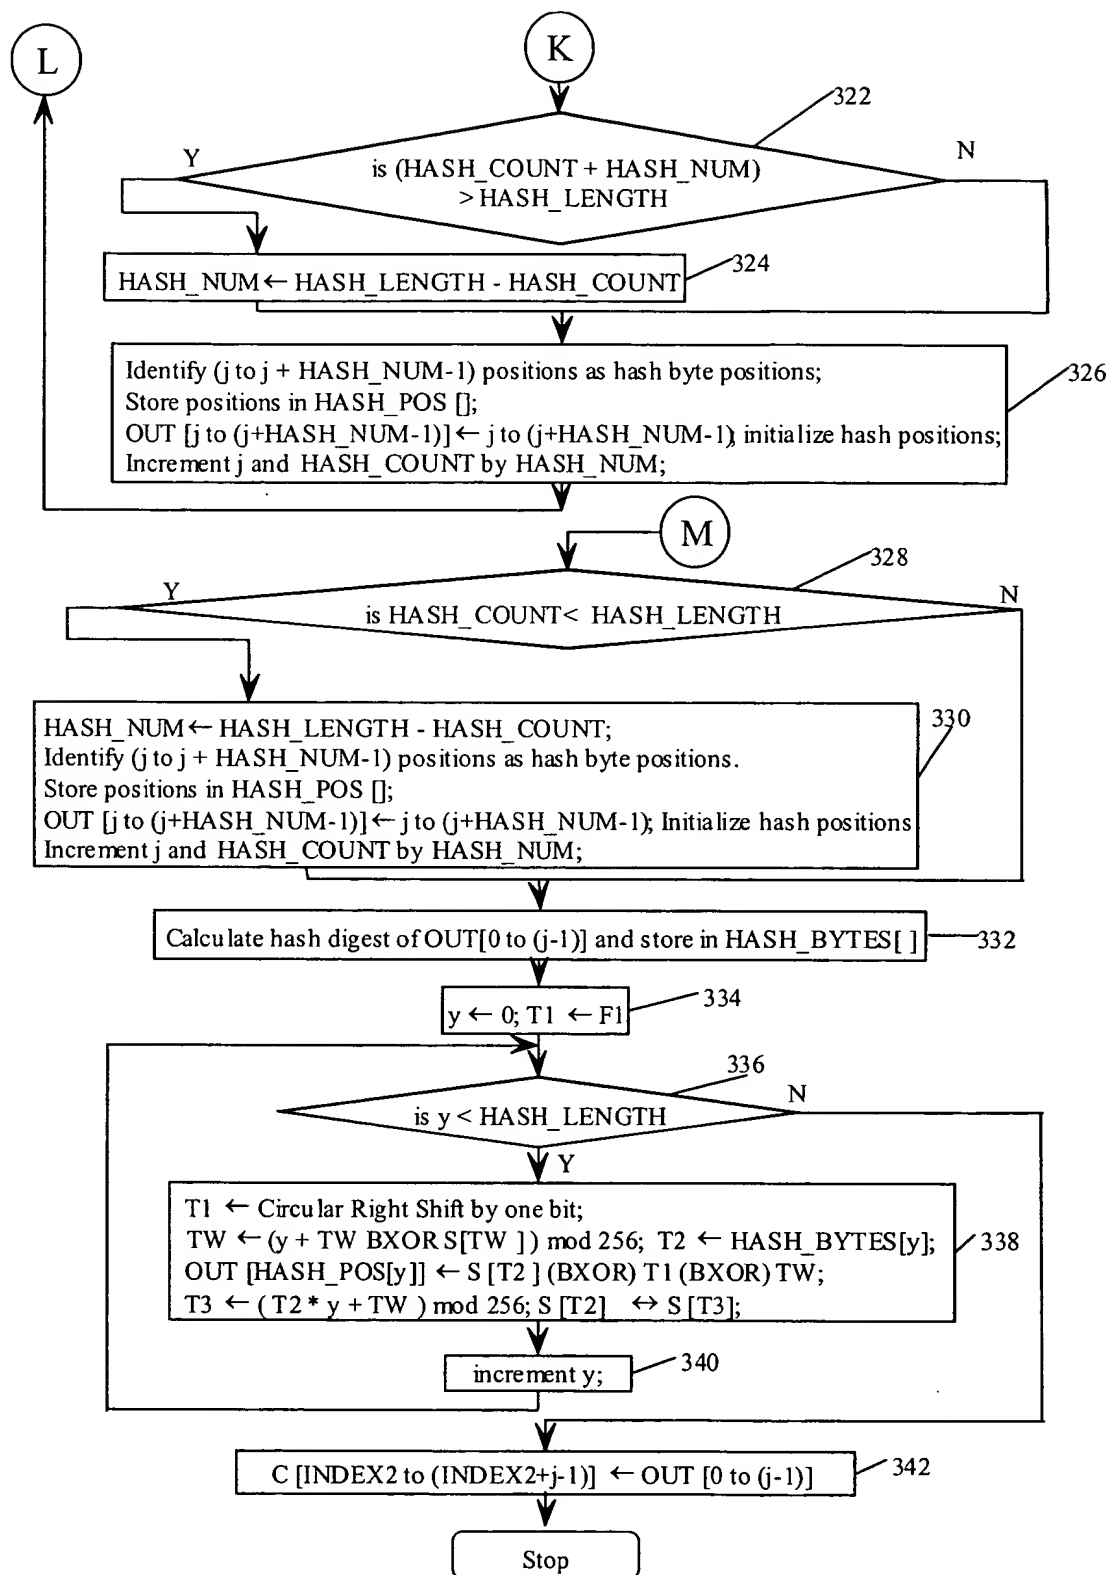 L
K
322
Y
N
is (HASH_COUNT + HASH_NUM)
> HASH_LENGTH
324
HASH_NUM ← HASH_LENGTH - HASH_COUNT
326
Identify (j to j + HASH_NUM-1) positions as hash byte positions;
Store positions in HASH_POS [];
OUT [j to (j+HASH_NUM-1)] ← j to (j+HASH_NUM-1); initialize hash positions;
Increment j and HASH_COUNT by HASH_NUM;
M
328
Y
N
is HASH_COUNT < HASH_LENGTH
330
HASH_NUM ← HASH_LENGTH - HASH_COUNT;
Identify (j to j + HASH_NUM-1) positions as hash byte positions.
Store positions in HASH_POS [];
OUT [j to (j+HASH_NUM-1)] ← j to (j+HASH_NUM-1); Initialize hash positions
Increment j and HASH_COUNT by HASH_NUM;
Calculate hash digest of OUT[0 to (j-1)] and store in HASH_BYTES[ ]
332
334
y ← 0; T1 ← F1
336
N
is y < HASH_LENGTH
Y
T1 ← Circular Right Shift by one bit;
TW ← (y + TW BXOR S[TW ]) mod 256; T2 ← HASH_BYTES[y];
338
OUT [HASH_POS[y]] ← S [T2 ] (BXOR) T1 (BXOR) TW;
T3 ← ( T2 * y + TW ) mod 256; S [T2] ↔ S [T3];
340
increment y;
C [INDEX2 to (INDEX2+j-1)] ← OUT [0 to (j-1)]
342
Stop